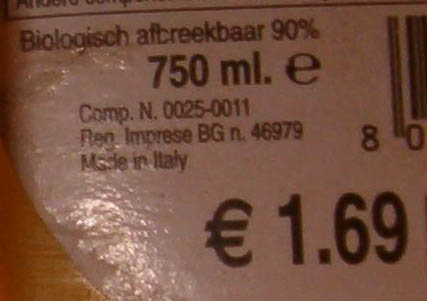 Biologisch afbreekbaar 90%
750 ml. ℮
Comp. N. 0025-0011
Reg. Imprese BG n. 46979
Made in Italy
8 0
€ 1.69